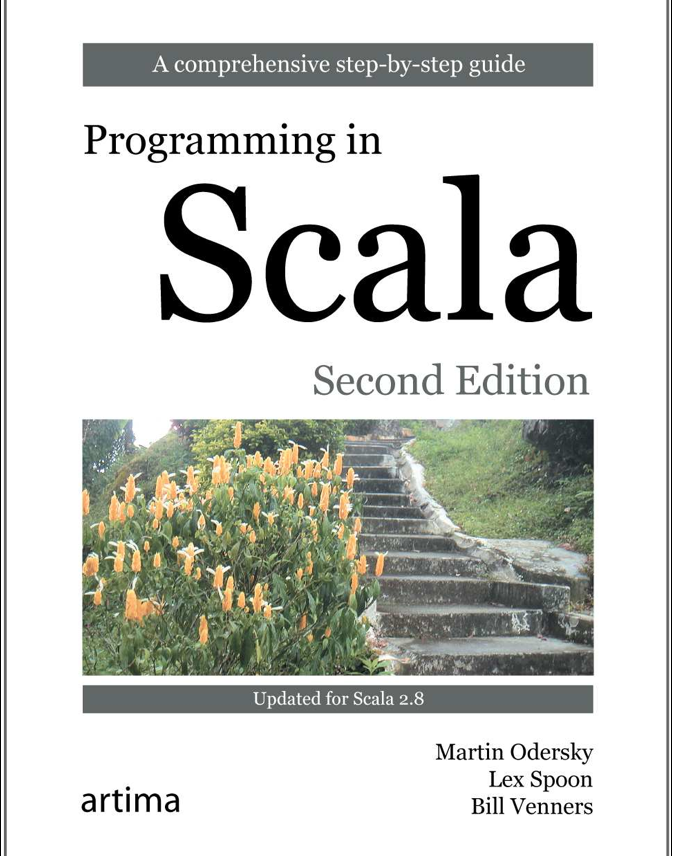 A comprehensive step-by-step guide
Programming in
Scala
Second Edition
Updated for Scala 2.8
Martin Odersky
Lex Spoon
Bill Venners
artima